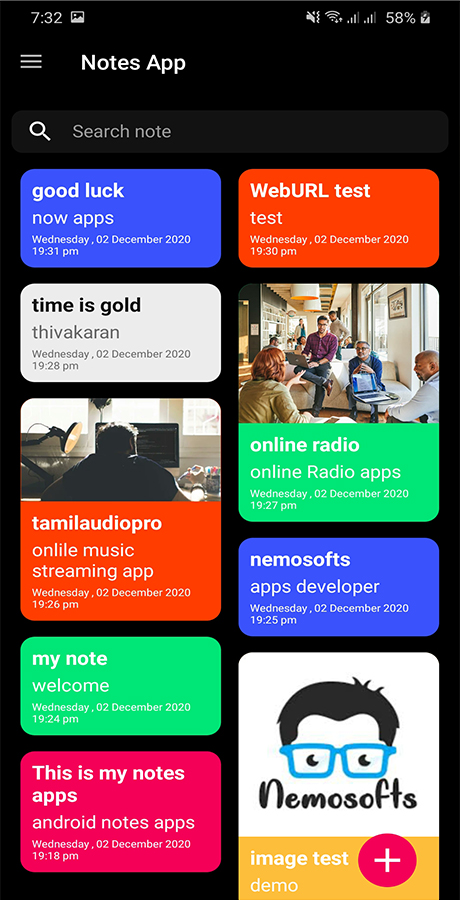 7:32
58%
Notes App
Search note
good luck
now apps
Wednesday , 02 December 2020
19:31 pm
WebURL test
test
Wednesday , 02 December 2020
19:30 pm
time is gold
thivakaran
Wednesday , 02 December 2020
19:28 pm
online radio
online Radio apps
Wednesday , 02 December 2020
19:27 pm
tamilaudiopro
onlile music
streaming app
Wednesday , 02 December 2020
19:26 pm
nemosofts
apps developer
Wednesday , 02 December 2020
19:25 pm
my note
welcome
Wednesday , 02 December 2020
19:24 pm
Nemosofts
image test
demo
This is my notes
apps
android notes apps
Wednesday , 02 December 2020
19:18 pm